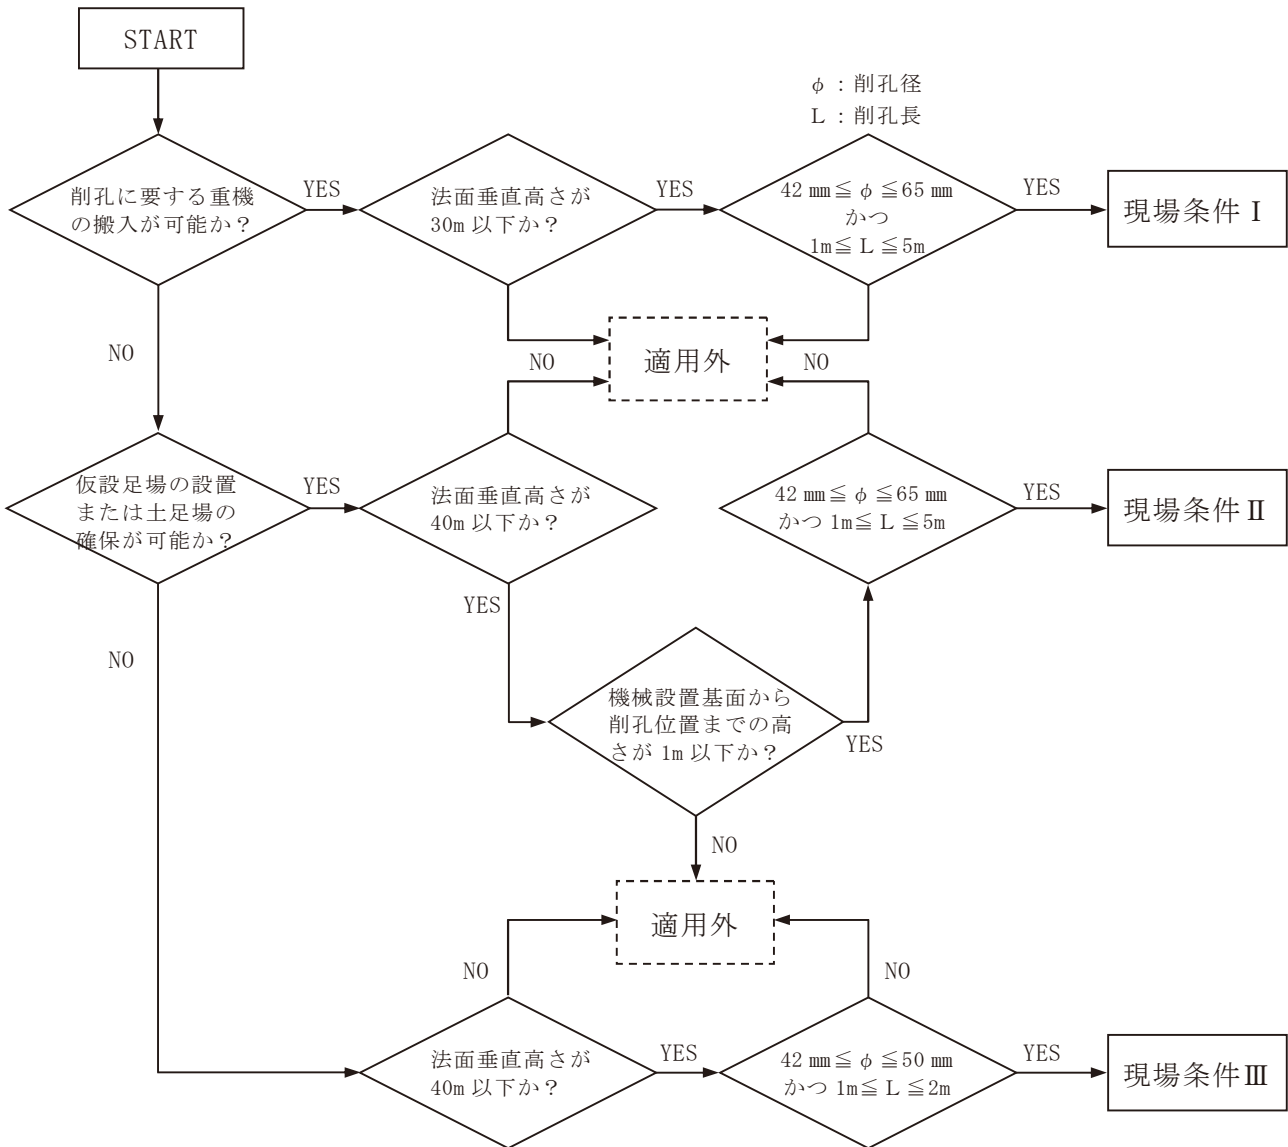 START
φ：削孔径
L：削孔長
削孔に要する重機
の搬入が可能か？
YES
法面垂直高さが
30m 以下か？
YES
42 ㎜≦φ≦65 ㎜
かつ
1m≦L≦5m
YES
現場条件Ⅰ
NO
NO
適用外
NO
仮設足場の設置
または土足場の
確保が可能か？
YES
法面垂直高さが
40m 以下か？
42 ㎜≦φ≦65 ㎜
かつ 1m≦L≦5m
YES
現場条件Ⅱ
YES
NO
機械設置基面から
削孔位置までの高
さが 1m 以下か？
YES
NO
適用外
NO
NO
法面垂直高さが
40m 以下か？
YES
42 ㎜≦φ≦50 ㎜
かつ 1m≦L≦2m
YES
現場条件Ⅲ